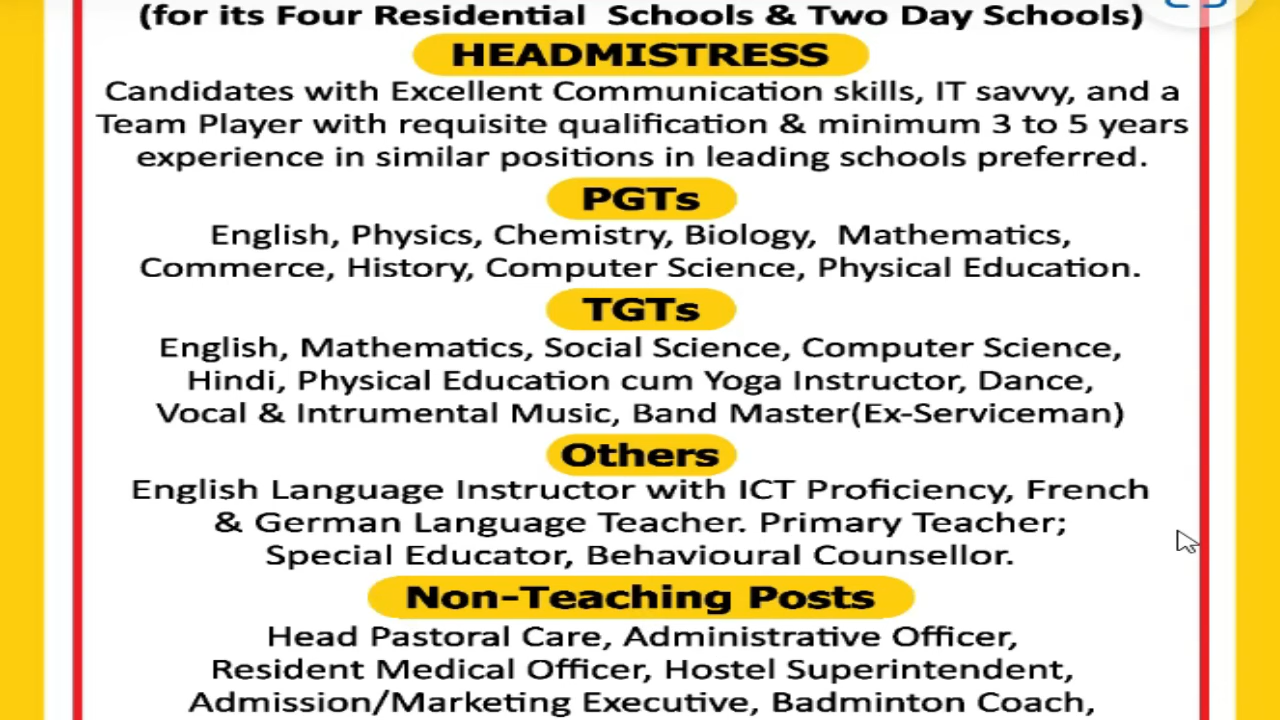 (for its Four Residential Schools & Two Day Schools)
HEADMISTRESS
Candidates with Excellent Communication skills, IT savvy, and a
Team Player with requisite qualification & minimum 3 to 5 years
experience in similar positions in leading schools preferred.
PGTs
English, Physics, Chemistry, Biology, Mathematics,
Commerce, History, Computer Science, Physical Education.
TGTs
English, Mathematics, Social Science, Computer Science,
Hindi, Physical Education cum Yoga Instructor, Dance,
Vocal & Intrumental Music, Band Master(Ex-Serviceman)
Others
English Language Instructor with ICT Proficiency, French
& German Language Teacher. Primary Teacher;
Special Educator, Behavioural Counsellor.
Non-Teaching Posts
Head Pastoral Care, Administrative Officer,
Resident Medical Officer, Hostel Superintendent,
Admission/Marketing Executive, Badminton Coach,